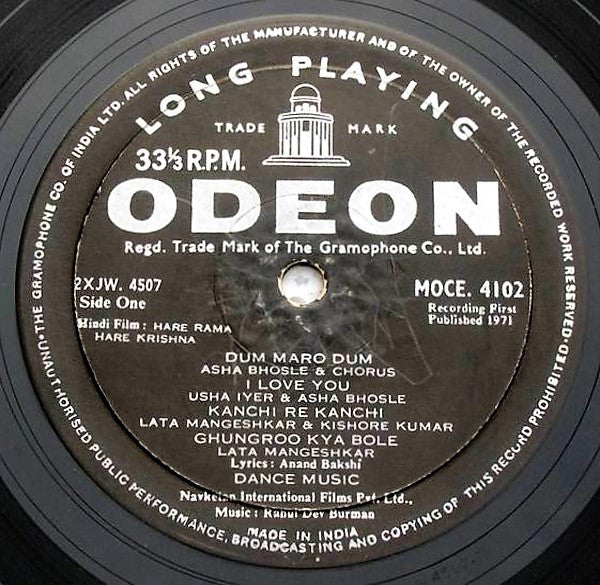 THE GRAMOPHONE CO. OF INDIA LTD. ALL RIGHTS OF THE MANUFACTURER AND OF THE OWNER OF THE RECORDED WORK RESERVED.
UNAUTHORISED PUBLIC PERFORMANCE, BROADCASTING AND COPYING OF THIS RECORD PROHIBITED.
LONG PLAYING
TRADE MARK
33⅓ R.P.M.
ODEON
Regd. Trade Mark of The Gramophone Co., Ltd.
2XJW. 4507 MOCE. 4102
Side One Recording First
Published 1971
Hindi Film : HARE RAMA
HARE KRISHNA
DUM MARO DUM
ASHA BHOSLE & CHORUS
I LOVE YOU
USHA IYER & ASHA BHOSLE
KANCHI RE KANCHI
LATA MANGESHKAR & KISHORE KUMAR
GHUNGROO KYA BOLE
LATA MANGESHKAR
Lyrics : Anand Bakshi
DANCE MUSIC
Navketan International Films Pvt. Ltd.,
Music : Rahul Dev Burman
MADE IN INDIA